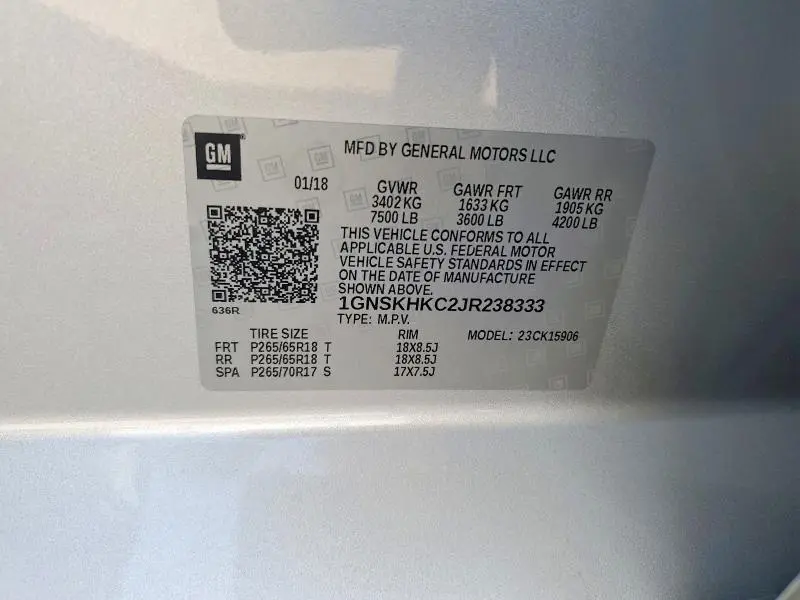 GM
MFD BY GENERAL MOTORS LLC
01/18
GVWR GAWR FRT GAWR RR
3402 KG 1633 KG 1905 KG
7500 LB 3600 LB 4200 LB
THIS VEHICLE CONFORMS TO ALL
APPLICABLE U.S. FEDERAL MOTOR
VEHICLE SAFETY STANDARDS IN EFFECT
ON THE DATE OF MANUFACTURE
SHOWN ABOVE.
636R
1GNSKHKC2JR238333
TYPE: M.P.V.
TIRE SIZE RIM MODEL: 23CK15906
FRT P265/65R18 T 18X8.5J
RR P265/65R18 T 18X8.5J
SPA P265/70R17 S 17X7.5J